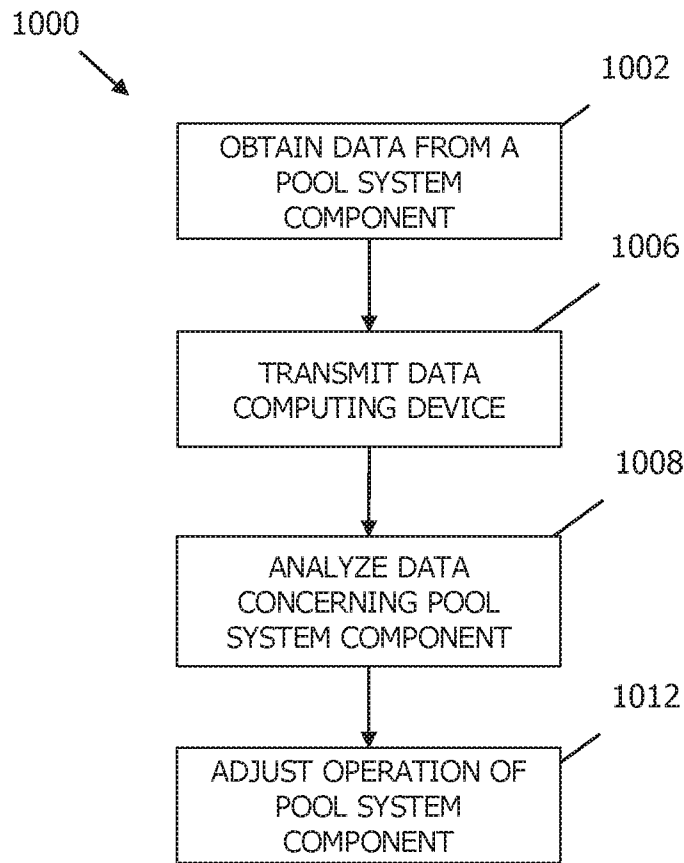 1000
1002
OBTAIN DATA FROM A
POOL SYSTEM
COMPONENT
1006
TRANSMIT DATA
COMPUTING DEVICE
1008
ANALYZE DATA
CONCERNING POOL
SYSTEM COMPONENT
1012
ADJUST OPERATION OF
POOL SYSTEM
COMPONENT